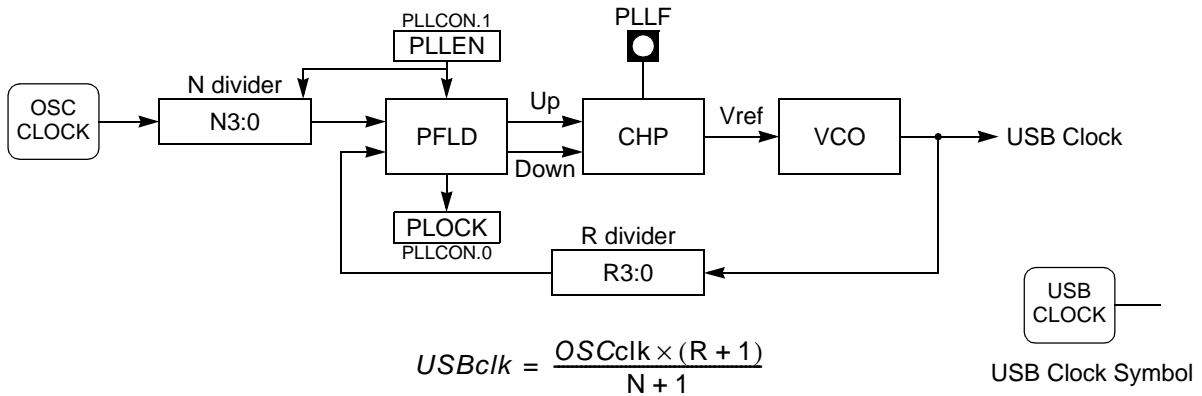 PLLCON.1
PLLEN
PLLF
N divider
OSC
CLOCK
N3:0
PFLD
Up
Down
CHP
Vref
VCO
USB Clock
PLOCK
PLLCON.0
R divider
R3:0
USB
CLOCK
USB Clock Symbol
USBclk = OSCclk × (R + 1)
N + 1